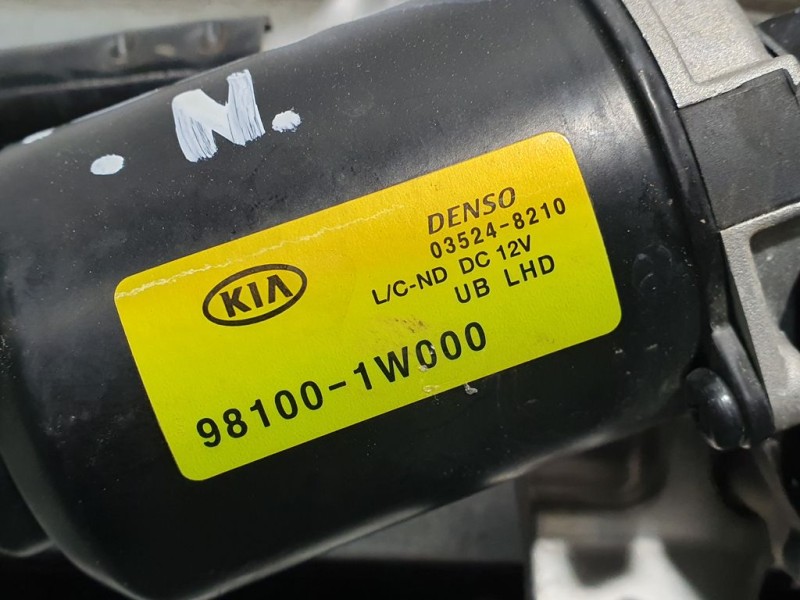 .N.
DENSO
03524-8210
L/C-ND DC 12V
UB LHD
KIA
98100-1W000